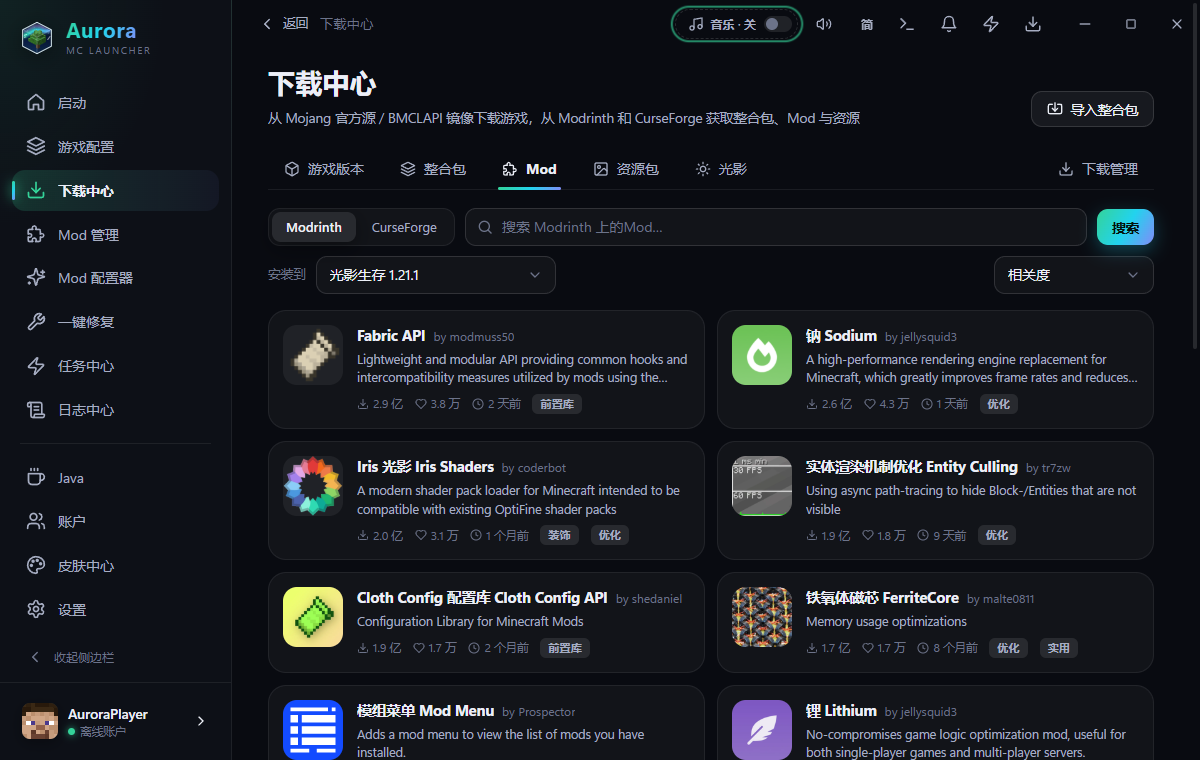 Aurora
MC LAUNCHER
启动
游戏配置
下载中心
Mod 管理
Mod 配置器
一键修复
任务中心
日志中心
Java
账户
皮肤中心
设置
收起侧边栏
AuroraPlayer
离线账户
返回 下载中心
音乐 · 关
简
下载中心
从 Mojang 官方源 / BMCLAPI 镜像下载游戏，从 Modrinth 和 CurseForge 获取整合包、Mod 与资源
导入整合包
游戏版本 整合包 Mod 资源包 光影 下载管理
Modrinth CurseForge 搜索 Modrinth 上的Mod... 搜索
安装到 光影生存 1.21.1 相关度
Fabric API by modmuss50
Lightweight and modular API providing common hooks and
intercompatibility measures utilized by mods using the...
2.9 亿 3.8 万 2 天前 前置库
钠 Sodium by jellysquid3
A high-performance rendering engine replacement for
Minecraft, which greatly improves frame rates and reduces...
2.6 亿 4.3 万 1 天前 优化
Iris 光影 Iris Shaders by coderbot
A modern shader pack loader for Minecraft intended to be
compatible with existing OptiFine shader packs
2.0 亿 3.1 万 1 个月前 装饰 优化
30 FPS
60 FPS
实体渲染机制优化 Entity Culling by tr7zw
Using async path-tracing to hide Block-/Entities that are not
visible
1.9 亿 1.8 万 9 天前 优化
Cloth Config 配置库 Cloth Config API by shedaniel
Configuration Library for Minecraft Mods
1.9 亿 1.7 万 2 个月前 前置库
铁氧体磁芯 FerriteCore by malte0811
Memory usage optimizations
1.7 亿 1.7 万 8 个月前 优化 实用
模组菜单 Mod Menu by Prospector
Adds a mod menu to view the list of mods you have
installed.
锂 Lithium by jellysquid3
No-compromises game logic optimization mod, useful for
both single-player games and multi-player servers.